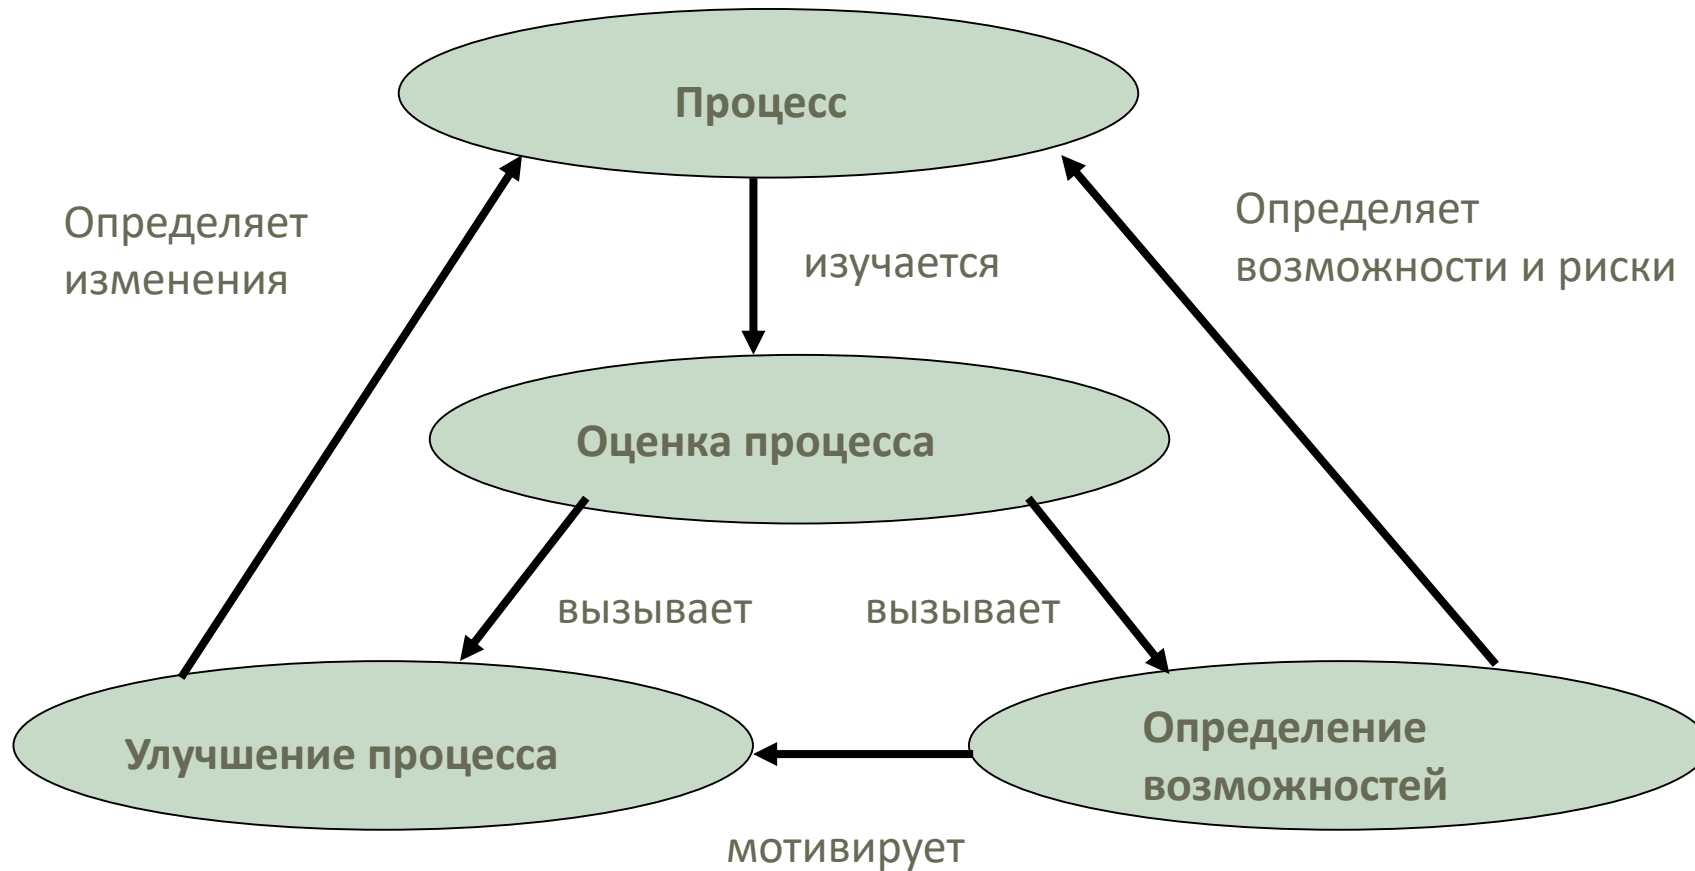 Процесс
Определяет
изменения
изучается
Определяет
возможности и риски
Оценка процесса
вызывает
вызывает
Улучшение процесса
Определение
возможностей
мотивирует